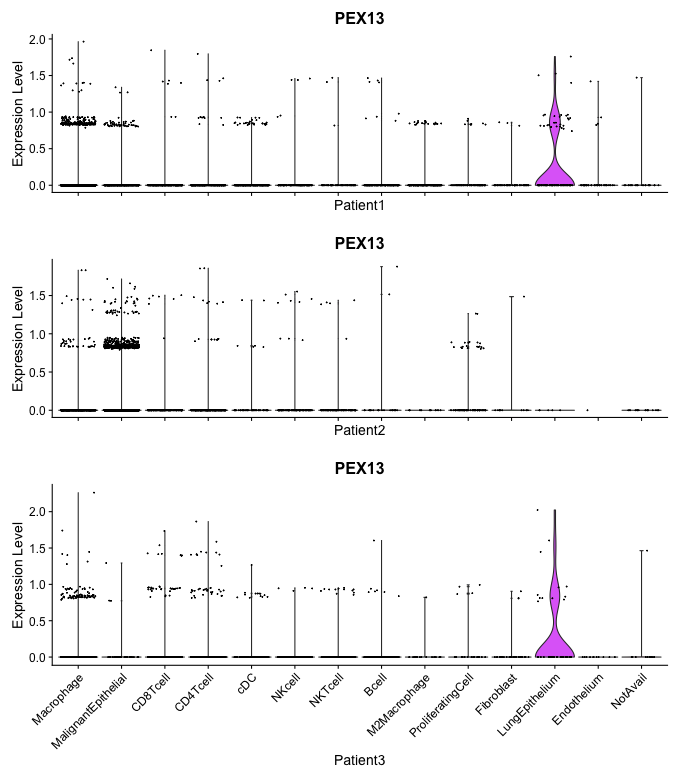 PEX13
Expression Level
2.0
1.5
1.0
0.5
0.0
Patient1
PEX13
Expression Level
1.5
1.0
0.5
0.0
Patient2
PEX13
Expression Level
2.0
1.5
1.0
0.5
0.0
Macrophage
MalignantEpithelial
CD8Tcell
CD4Tcell
cDC
NKcell
NKTcell
Bcell
M2Macrophage
ProliferatingCell
Fibroblast
LungEpithelium
Endothelium
NotAvail
Patient3